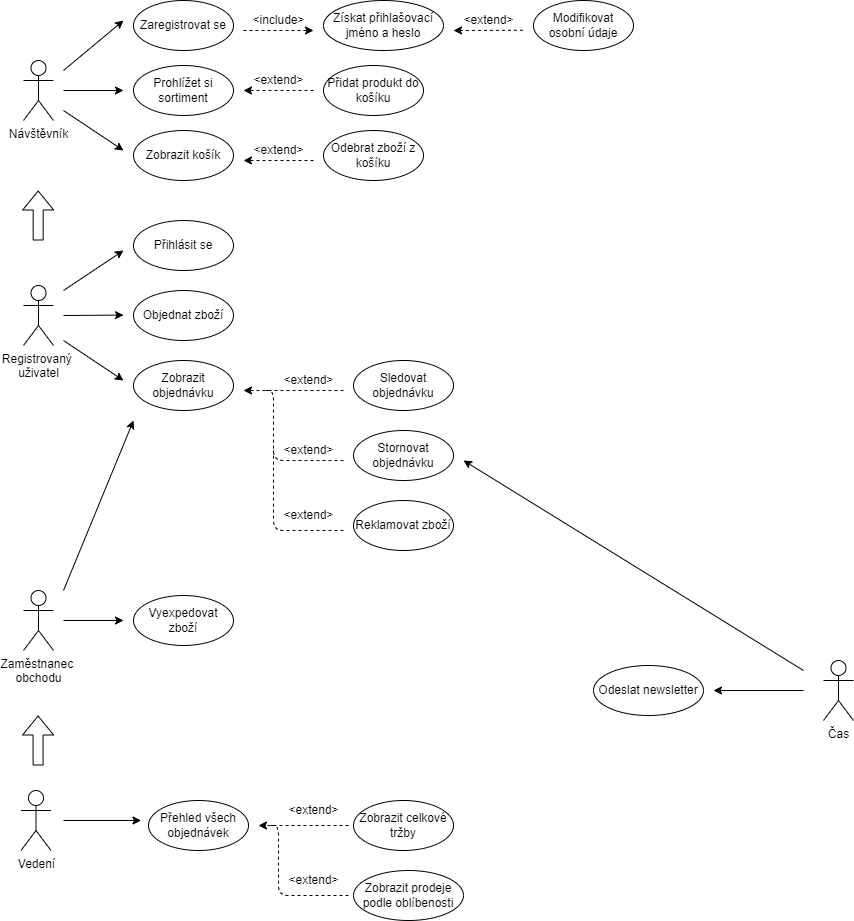 Zaregistrovat se
<include>
Získat přihlašovací
jméno a heslo
<extend>
Modifikovat
osobní údaje
Návštěvník
Prohlížet si
sortiment
<extend>
Přidat produkt do
košíku
Zobrazit košík
<extend>
Odebrat zboží z
košíku
Přihlásit se
Registrovaný
uživatel
Objednat zboží
Zobrazit
objednávku
<extend>
Sledovat
objednávku
<extend>
Stornovat
objednávku
<extend>
Reklamovat zboží
Zaměstnanec
obchodu
Vyexpedovat
zboží
Odeslat newsletter
Čas
Vedení
Přehled všech
objednávek
<extend>
Zobrazit celkové
tržby
<extend>
Zobrazit prodeje
podle oblíbenosti